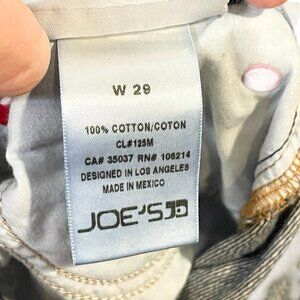 W 29
100% COTTON/COTON
CL#125M
CA# 35037 RN# 106214
DESIGNED IN LOS ANGELES
MADE IN MEXICO
JOE'S